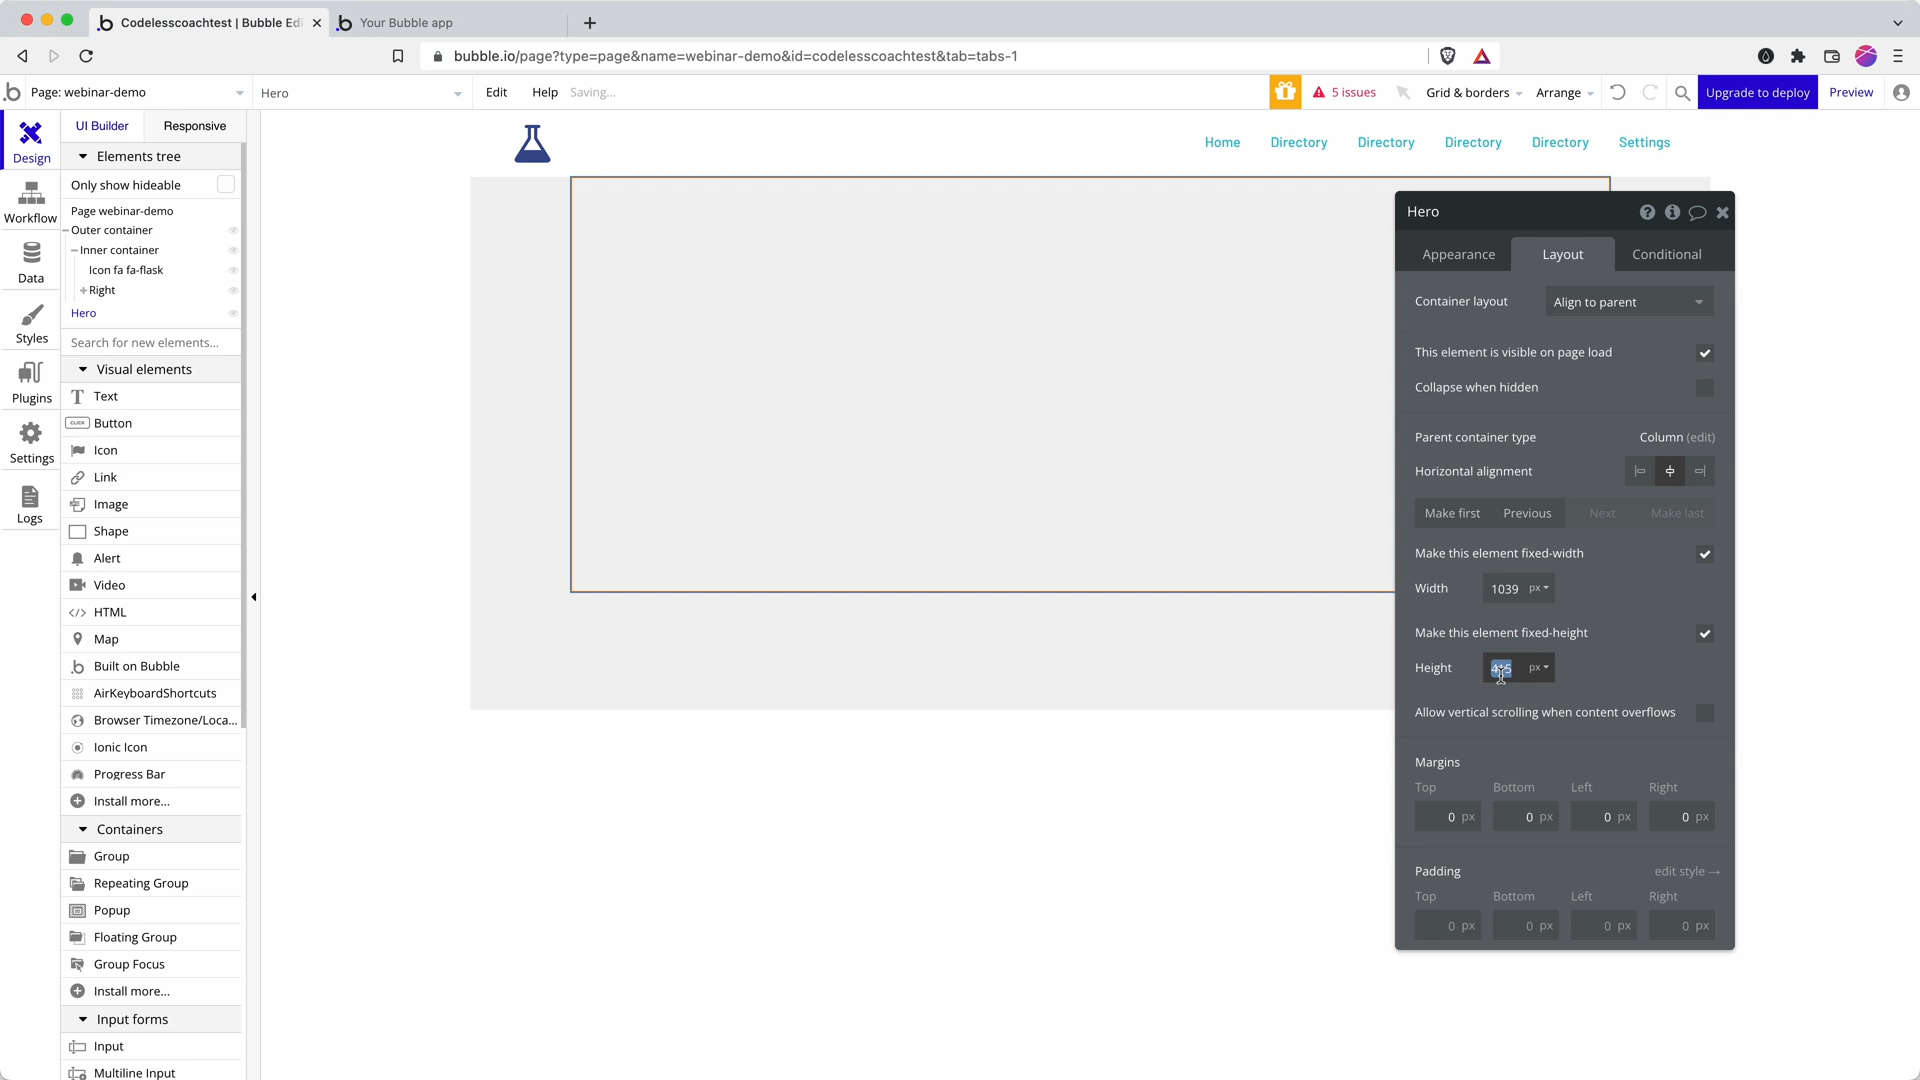 Codelesscoachtest | Bubble Edi
Your Bubble app
bubble.io/page?type=page&name=webinar-demo&id=codelesscoachtest&tab=tabs-1
Page: webinar-demo
Hero
Edit
Help
Saving...
5 issues
Grid & borders
Arrange
Upgrade to deploy
Preview
Design
Workflow
Data
Styles
Plugins
Settings
Logs
UI Builder
Responsive
Elements tree
Only show hideable
Page webinar-demo
Outer container
Inner container
Icon fa fa-flask
Right
Hero
Search for new elements...
Visual elements
Text
CLICK
Button
Icon
Link
Image
Shape
Alert
Video
HTML
Map
Built on Bubble
AirKeyboardShortcuts
Browser Timezone/Loca...
Ionic Icon
Progress Bar
Install more...
Containers
Group
Repeating Group
Popup
Floating Group
Group Focus
Install more...
Input forms
Input
Multiline Input
Home
Directory
Directory
Directory
Directory
Settings
Hero
Appearance
Layout
Conditional
Container layout
Align to parent
This element is visible on page load
Collapse when hidden
Parent container type
Column (edit)
Horizontal alignment
Make first
Previous
Next
Make last
Make this element fixed-width
Width
1039 px
Make this element fixed-height
Height
px
Allow vertical scrolling when content overflows
Margins
Top
Bottom
Left
Right
0 px
0 px
0 px
0 px
Padding
edit style →
Top
Bottom
Left
Right
0 px
0 px
0 px
0 px